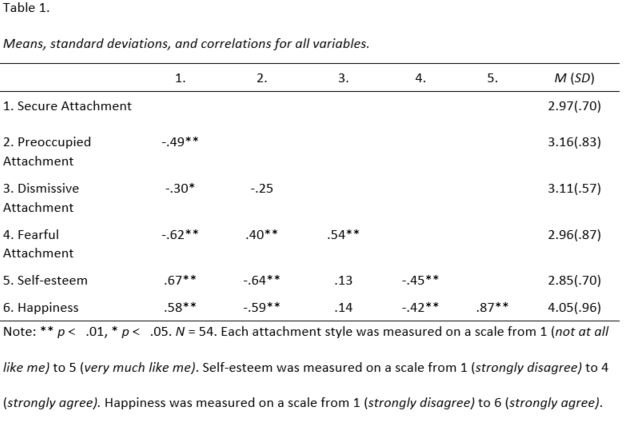 Table 1.
Means, standard deviations, and correlations for all variables.
1. 2. 3. 4. 5. M (SD)
1. Secure Attachment 2.97(.70)
2. Preoccupied Attachment -.49** 3.16(.83)
3. Dismissive Attachment -.30* -.25 3.11(.57)
4. Fearful Attachment -.62** .40** .54** 2.96(.87)
5. Self-esteem .67** -.64** .13 -.45** 2.85(.70)
6. Happiness .58** -.59** .14 -.42** .87** 4.05(.96)
Note: ** p < .01, * p < .05. N = 54. Each attachment style was measured on a scale from 1 (not at all
like me) to 5 (very much like me). Self-esteem was measured on a scale from 1 (strongly disagree) to 4
(strongly agree). Happiness was measured on a scale from 1 (strongly disagree) to 6 (strongly agree).